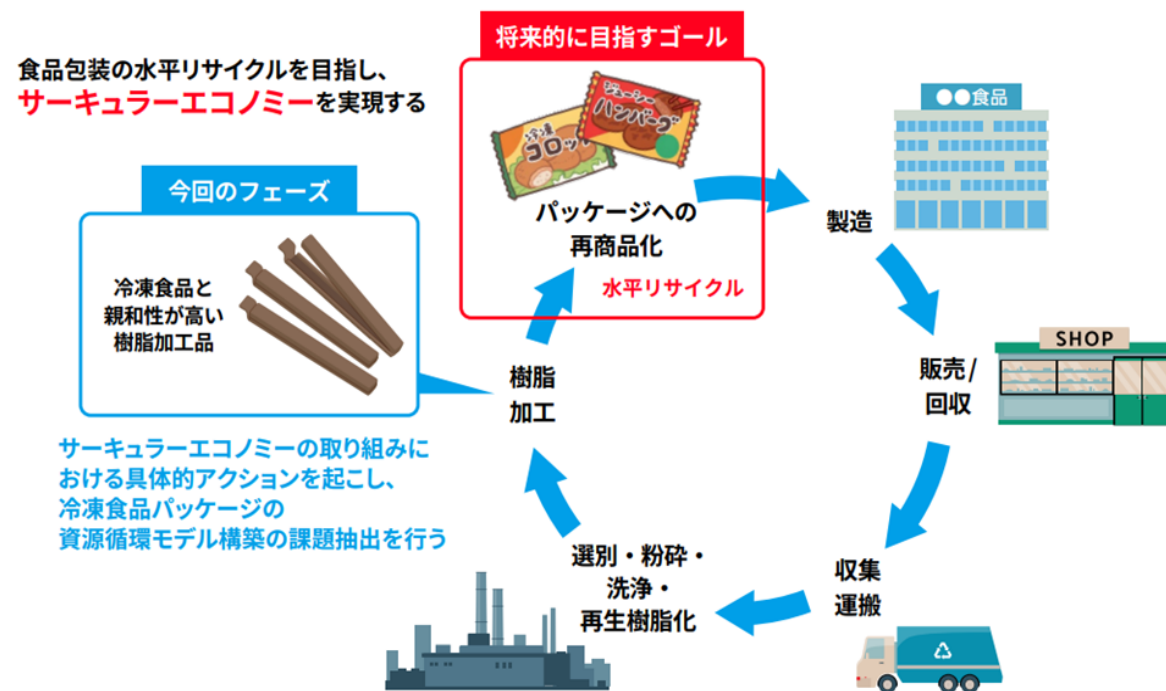 将来的に目指すゴール
食品包装の水平リサイクルを目指し、
サーキュラーエコノミーを実現する
ジューシー
ハンバーグ
冷凍
コロッケ
●●食品
今回のフェーズ
パッケージへの
再商品化
水平リサイクル
製造
冷凍食品と
親和性が高い
樹脂加工品
SHOP
販売/
回収
樹脂
加工
サーキュラーエコノミーの取り組みに
おける具体的アクションを起こし、
冷凍食品パッケージの
資源循環モデル構築の課題抽出を行う
選別・粉砕・
洗浄・
再生樹脂化
収集
運搬